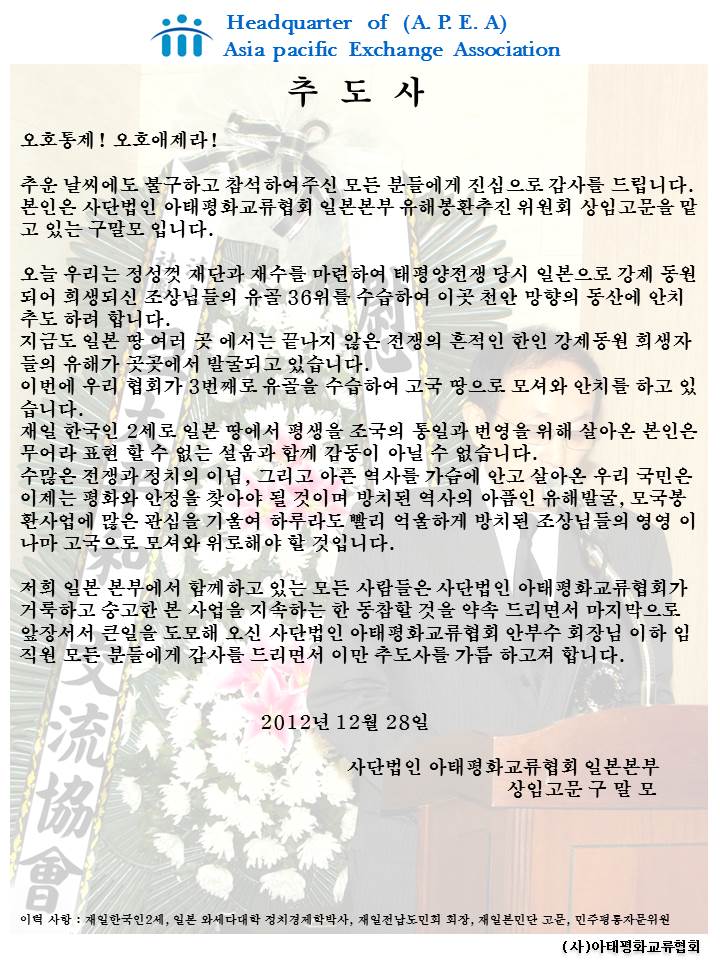 Headquarter of (A. P. E. A)
Asia pacific Exchange Association
추 도 사
오호통제! 오호애제라!
추운 날씨에도 불구하고 참석하여주신 모든 분들에게 진심으로 감사를 드립니다.
본인은 사단법인 아태평화교류협회 일본본부 유해봉환추진 위원회 상임고문을 맡
고 있는 구말모 입니다.
오늘 우리는 정성껏 재단과 재수를 마련하여 태평양전쟁 당시 일본으로 강제 동원
되어 희생되신 조상님들의 유골 36위를 수습하여 이곳 천안 망향의 동산에 안치
추도 하려 합니다.
지금도 일본 땅 여러 곳 에서는 끝나지 않은 전쟁의 흔적인 한인 강제동원 희생자
들의 유해가 곳곳에서 발굴되고 있습니다.
이번에 우리 협회가 3번째로 유골을 수습하여 고국 땅으로 모셔와 안치를 하고 있
습니다.
재일 한국인 2세로 일본 땅에서 평생을 조국의 통일과 번영을 위해 살아온 본인은
무어라 표현 할 수 없는 설움과 함께 감동이 아닐 수 없습니다.
수많은 전쟁과 정치의 이념, 그리고 아픈 역사를 가슴에 안고 살아온 우리 국민은
이제는 평화와 안정을 찾아야 될 것이며 방치된 역사의 아픔인 유해발굴, 모국봉
환사업에 많은 관심을 기울여 하루라도 빨리 억울하게 방치된 조상님들의 영영 이
나마 고국으로 모셔와 위로해야 할 것입니다.
저희 일본 본부에서 함께하고 있는 모든 사람들은 사단법인 아태평화교류협회가
거룩하고 숭고한 본 사업을 지속하는 한 동참할 것을 약속 드리면서 마지막으로
앞장서서 큰일을 도모해 오신 사단법인 아태평화교류협회 안부수 회장님 이하 임
직원 모든 분들에게 감사를 드리면서 이만 추도사를 가름 하고져 합니다.
2012년 12월 28일
사단법인 아태평화교류협회 일본본부
상임고문 구 말 모
이력 사항 : 재일한국인2세, 일본 와세다대학 정치경제학박사, 재일전남도민회 회장, 재일본민단 고문, 민주평통자문위원
(사)아태평화교류협회
交流協會